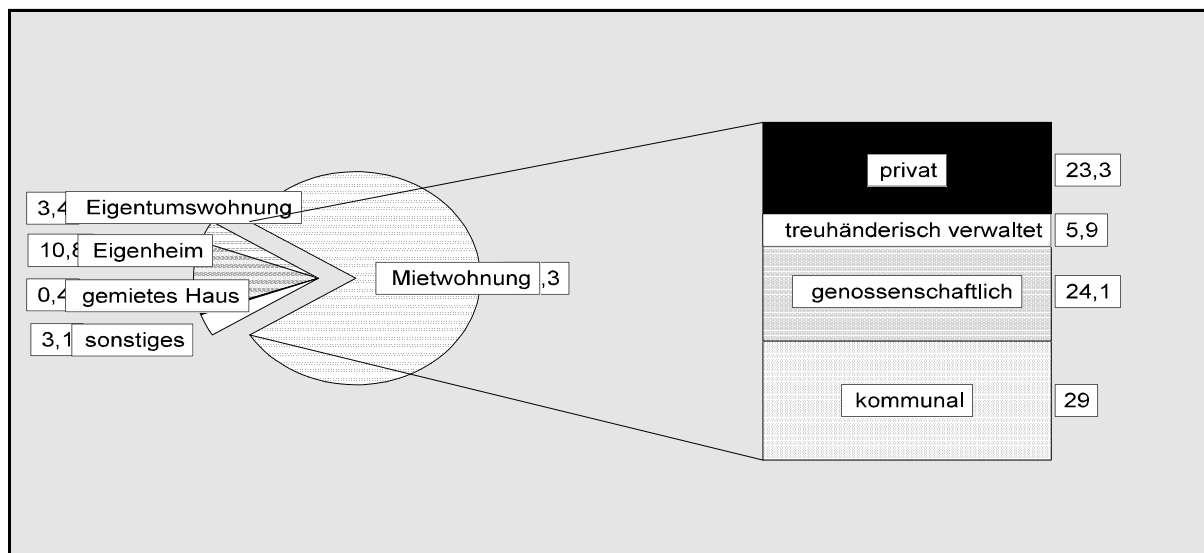 3,4 Eigentumswohnung
10,8 Eigenheim
0,4 gemietes Haus
3,1 sonstiges
Mietwohnung ,3
privat 23,3
treuhänderisch verwaltet 5,9
genossenschaftlich 24,1
kommunal 29